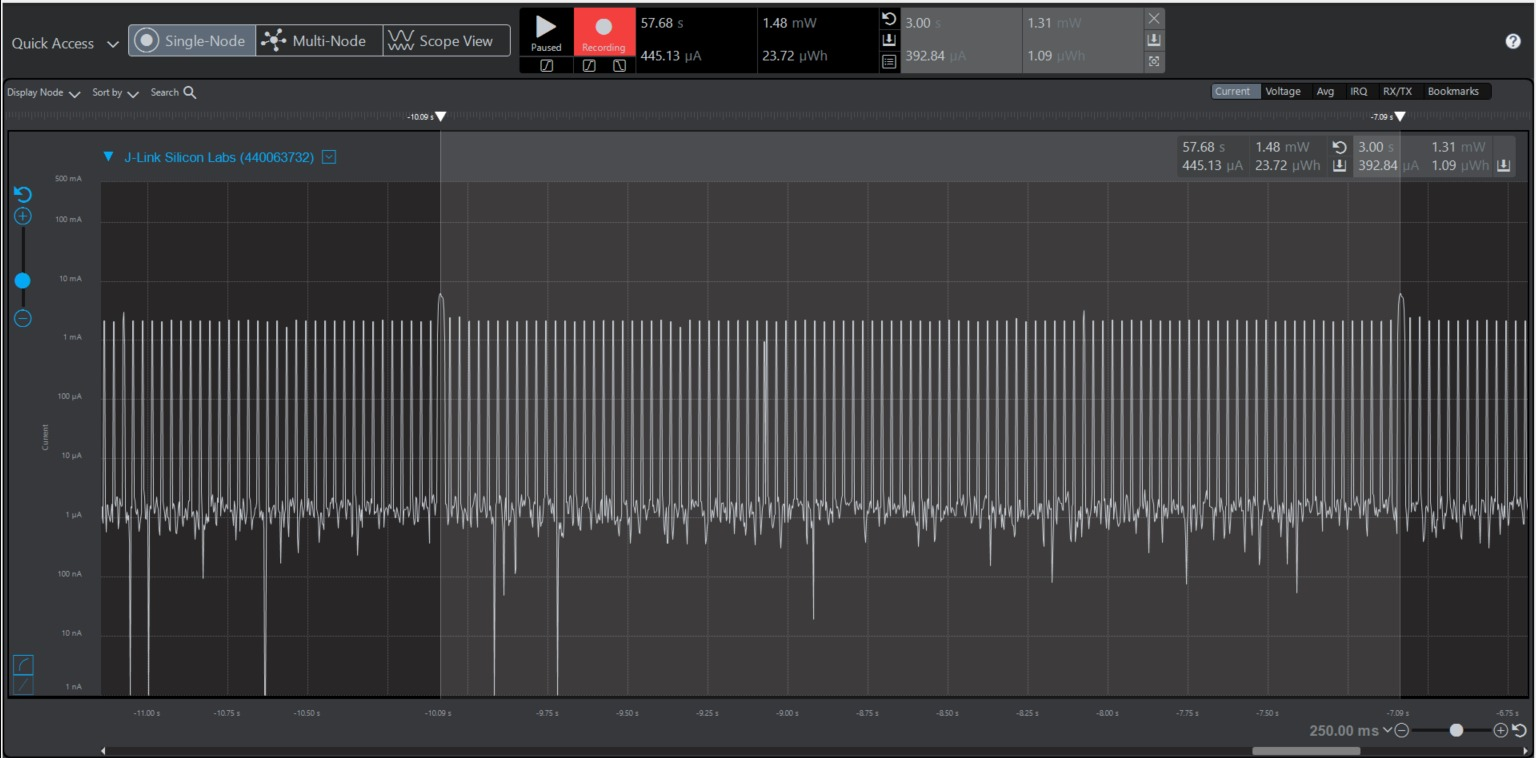 Quick Access
Single-Node
Multi-Node
Scope View
Paused
Recording
57.68 s
445.13 µA
1.48 mW
23.72 µWh
3.00 s
392.84 µA
1.31 mW
1.09 µWh
?
Display Node
Sort by
Search
Current
Voltage
Avg
IRQ
RX/TX
Bookmarks
-10.09 s
-7.09 s
J-Link Silicon Labs (440063732)
57.68 s
1.48 mW
3.00 s
1.31 mW
445.13 µA
23.72 µWh
392.84 µA
1.09 µWh
500 mA
100 mA
10 mA
1 mA
100 µA
10 µA
1 µA
100 nA
10 nA
1 nA
Current
-11.00 s
-10.75 s
-10.50 s
-10.09 s
-9.75 s
-9.50 s
-9.25 s
-9.00 s
-8.75 s
-8.50 s
-8.25 s
-8.00 s
-7.75 s
-7.50 s
-7.09 s
-6.75 s
250.00 ms